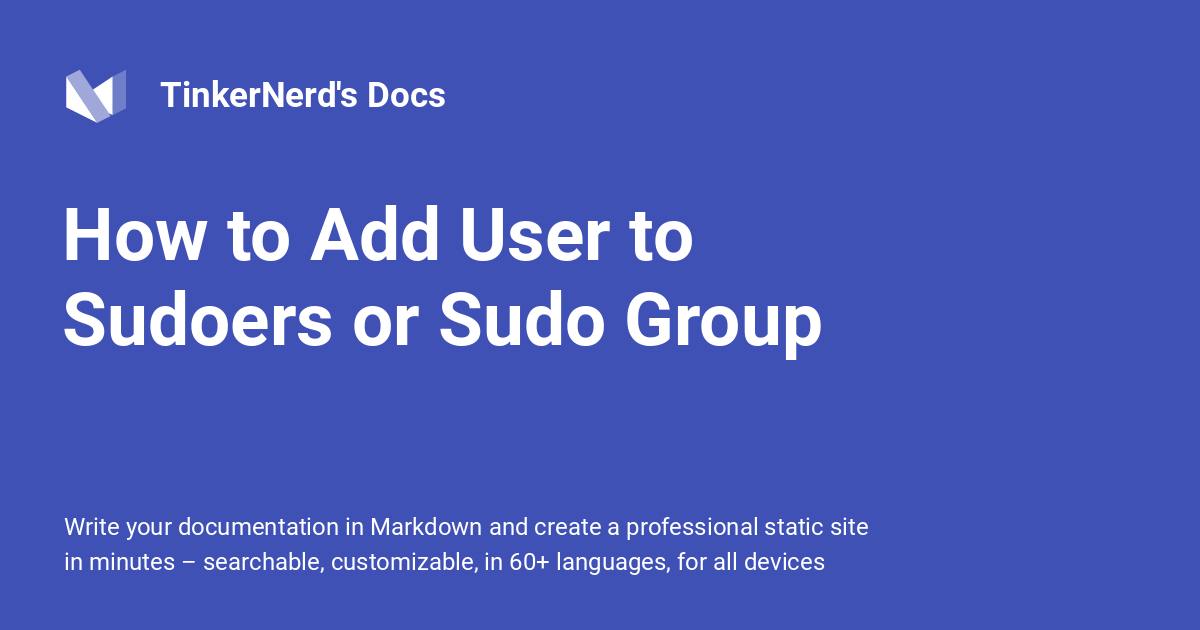 TinkerNerd's Docs
How to Add User to
Sudoers or Sudo Group
Write your documentation in Markdown and create a professional static site
in minutes – searchable, customizable, in 60+ languages, for all devices